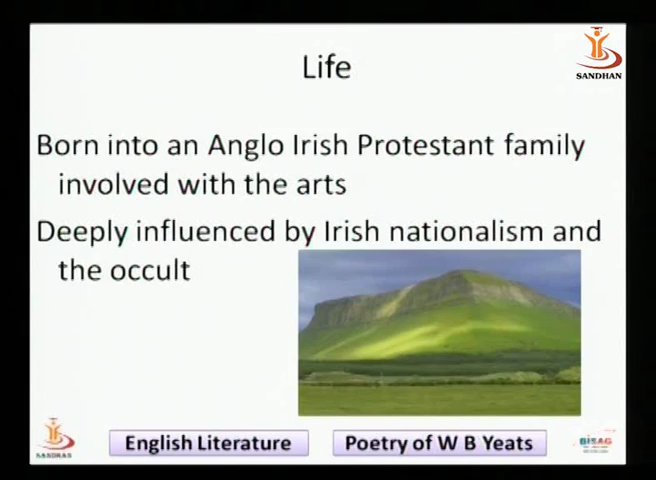 SANDHAN
Life
Born into an Anglo Irish Protestant family
involved with the arts
Deeply influenced by Irish nationalism and
the occult
SANDHAN
English Literature
Poetry of W B Yeats
BISAG